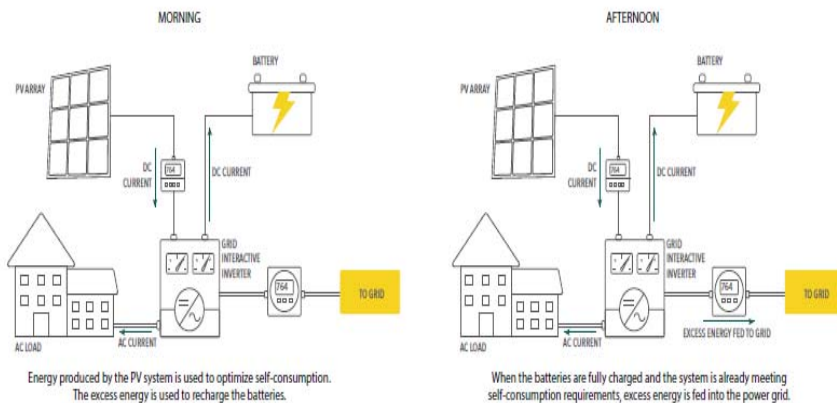 MORNING
BATTERY
PV ARRAY
764
DC
CURRENT
DC CURRENT
GRID
INTERACTIVE
INVERTER
764
TO GRID
AC CURRENT
AC LOAD
Energy produced by the PV system is used to optimize self-consumption.
The excess energy is used to recharge the batteries.
AFTERNOON
BATTERY
PV ARRAY
764
DC
CURRENT
DC CURRENT
GRID
INTERACTIVE
INVERTER
764
TO GRID
EXCESS ENERGY FED TO GRID
AC CURRENT
AC LOAD
When the batteries are fully charged and the system is already meeting
self-consumption requirements, excess energy is fed into the power grid.